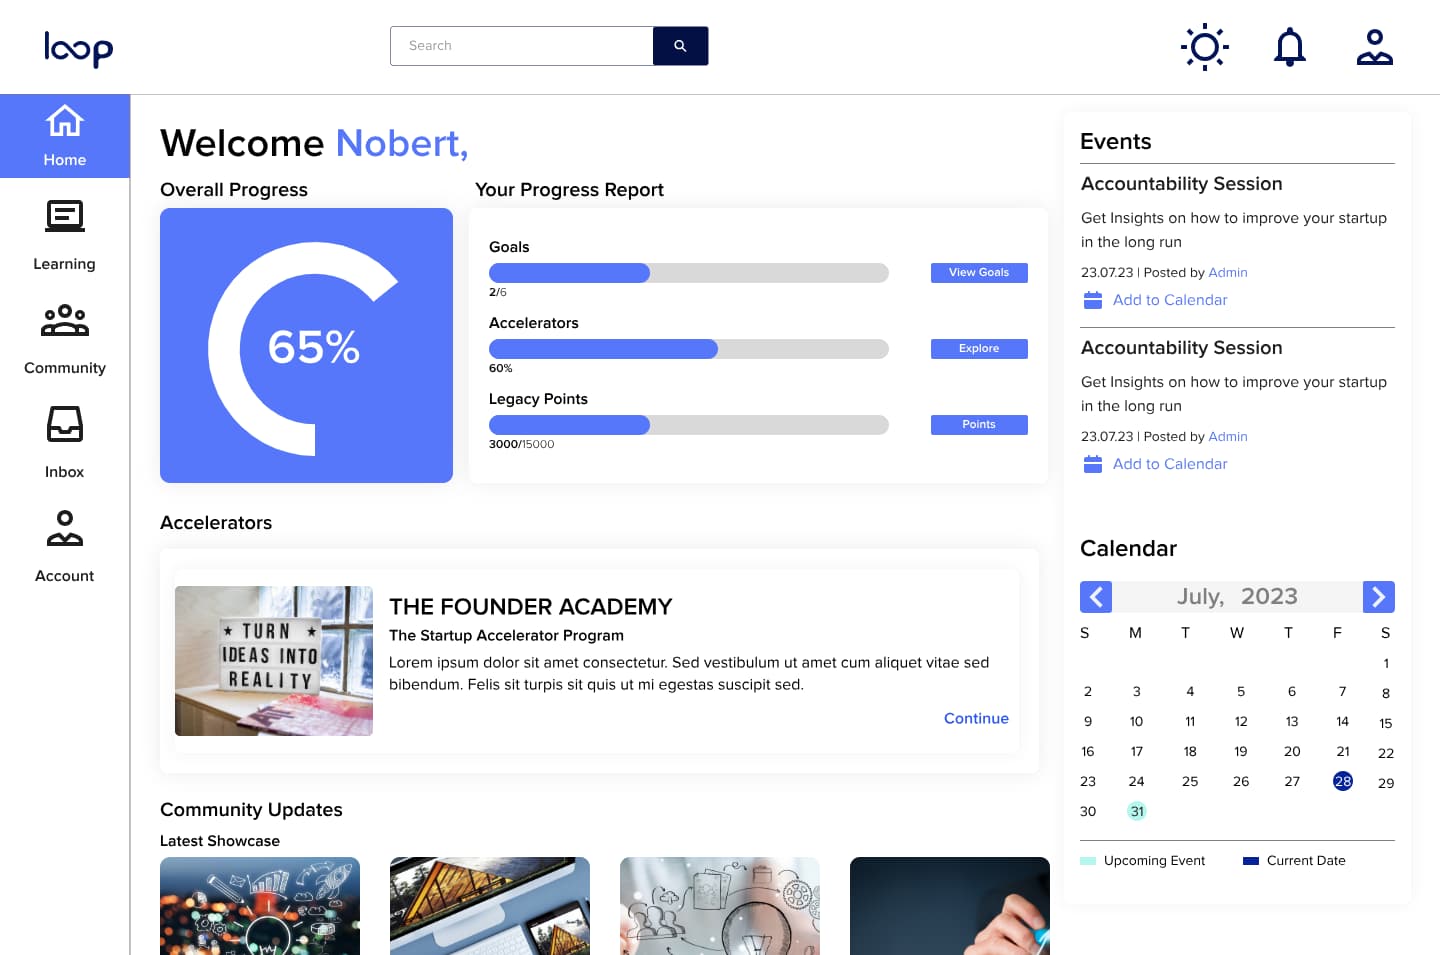 loop
Search
Home
Learning
Community
Inbox
Account
Welcome Nobert,
Overall Progress
65%
Your Progress Report
Goals
View Goals
2/6
Accelerators
Explore
60%
Legacy Points
Points
3000/15000
Accelerators
TURN
IDEAS INTO
REALITY
THE FOUNDER ACADEMY
The Startup Accelerator Program
Lorem ipsum dolor sit amet consectetur. Sed vestibulum ut amet cum aliquet vitae sed
bibendum. Felis sit turpis sit quis ut mi egestas suscipit sed.
Continue
Community Updates
Latest Showcase
Events
Accountability Session
Get Insights on how to improve your startup
in the long run
23.07.23 | Posted by Admin
Add to Calendar
Accountability Session
Get Insights on how to improve your startup
in the long run
23.07.23 | Posted by Admin
Add to Calendar
Calendar
July, 2023
S M T W T F S
1
2 3 4 5 6 7 8
9 10 11 12 13 14 15
16 17 18 19 20 21 22
23 24 25 26 27 28 29
30 31
Upcoming Event Current Date